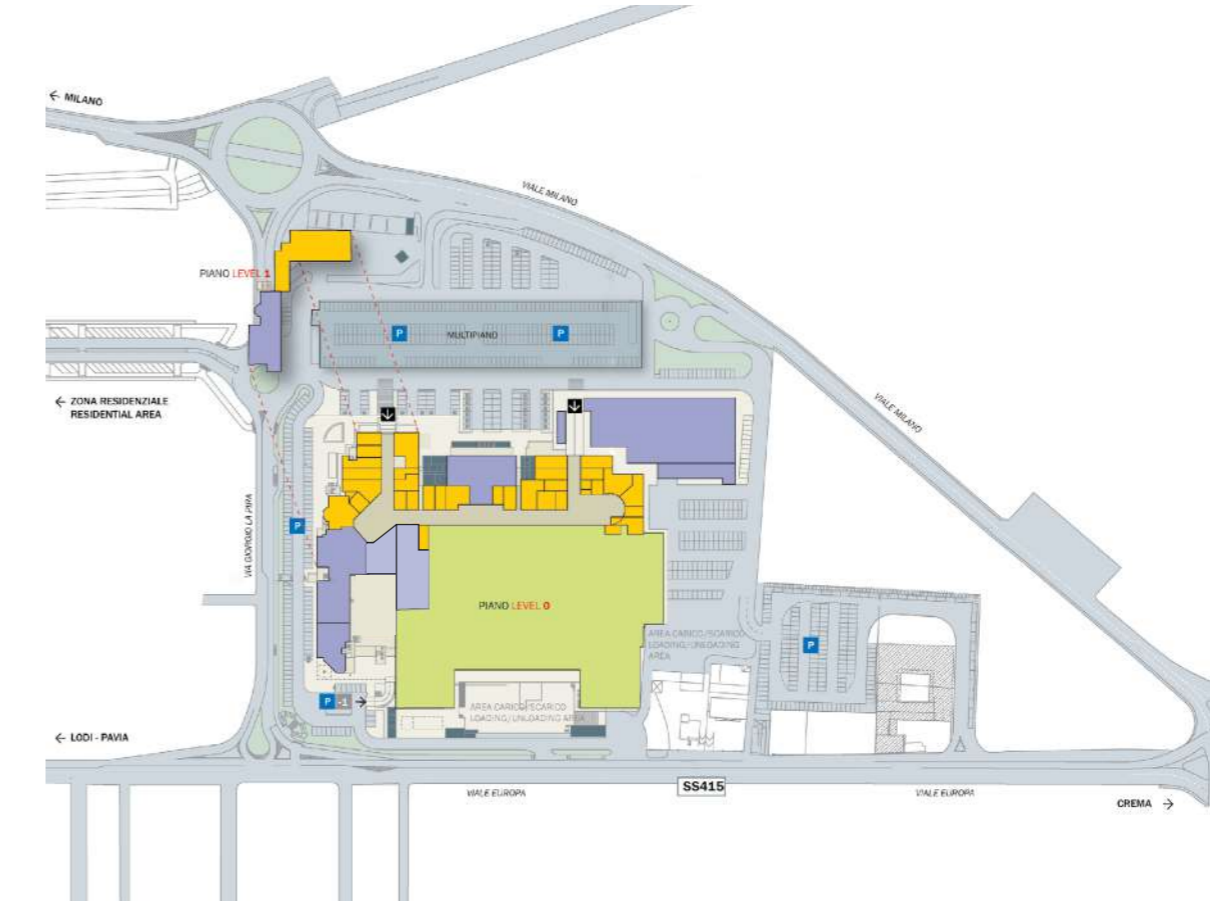 ← MILANO
VIALE MILANO
PIANO LEVEL 1
P
MULTIPIANO
P
← ZONA RESIDENZIALE
RESIDENTIAL AREA
VIALE MILANO
VIA GIORGIO LA PIRA
P
PIANO LEVEL 0
AREA CARICO/SCARICO
LOADING/UNLOADING
AREA
P
P -1 →
AREA CARICO/SCARICO
LOADING/UNLOADING AREA
← LODI - PAVIA
SS415
VIALE EUROPA
VIALE EUROPA
CREMA →